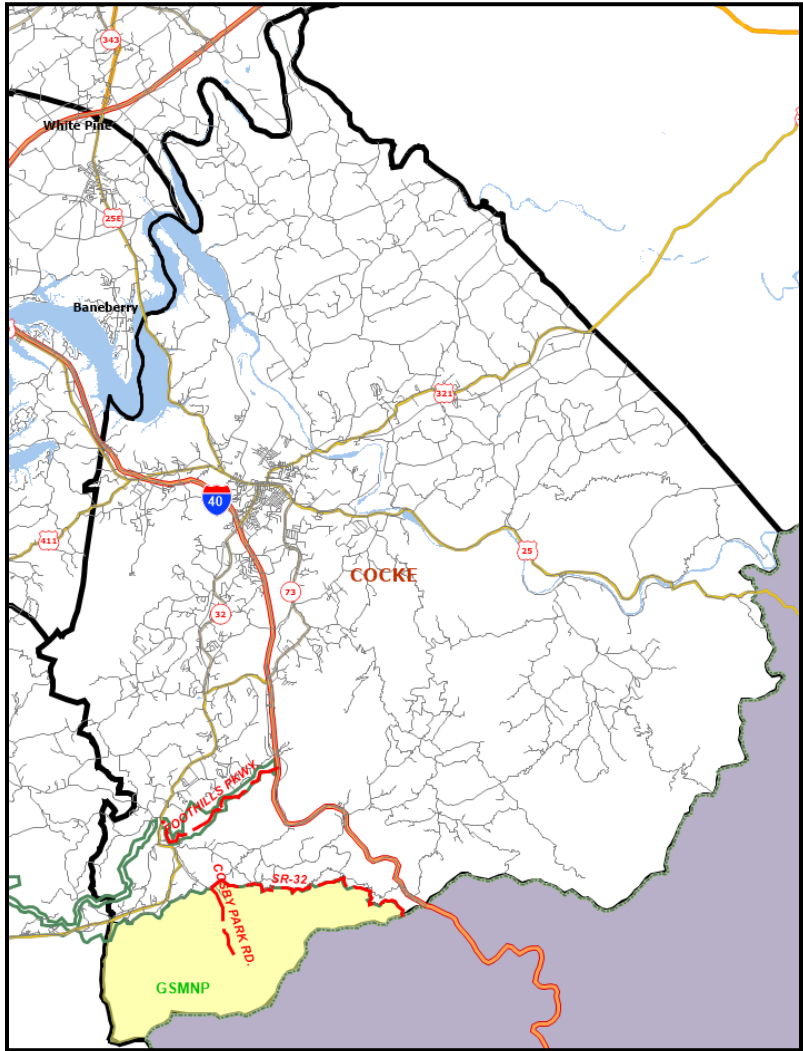 343
White Pine
25E
Baneberry
321
40
411
25
COCKE
73
32
FOOTHILLS PKWY
SR-32
COSBY PARK RD.
GSMNP